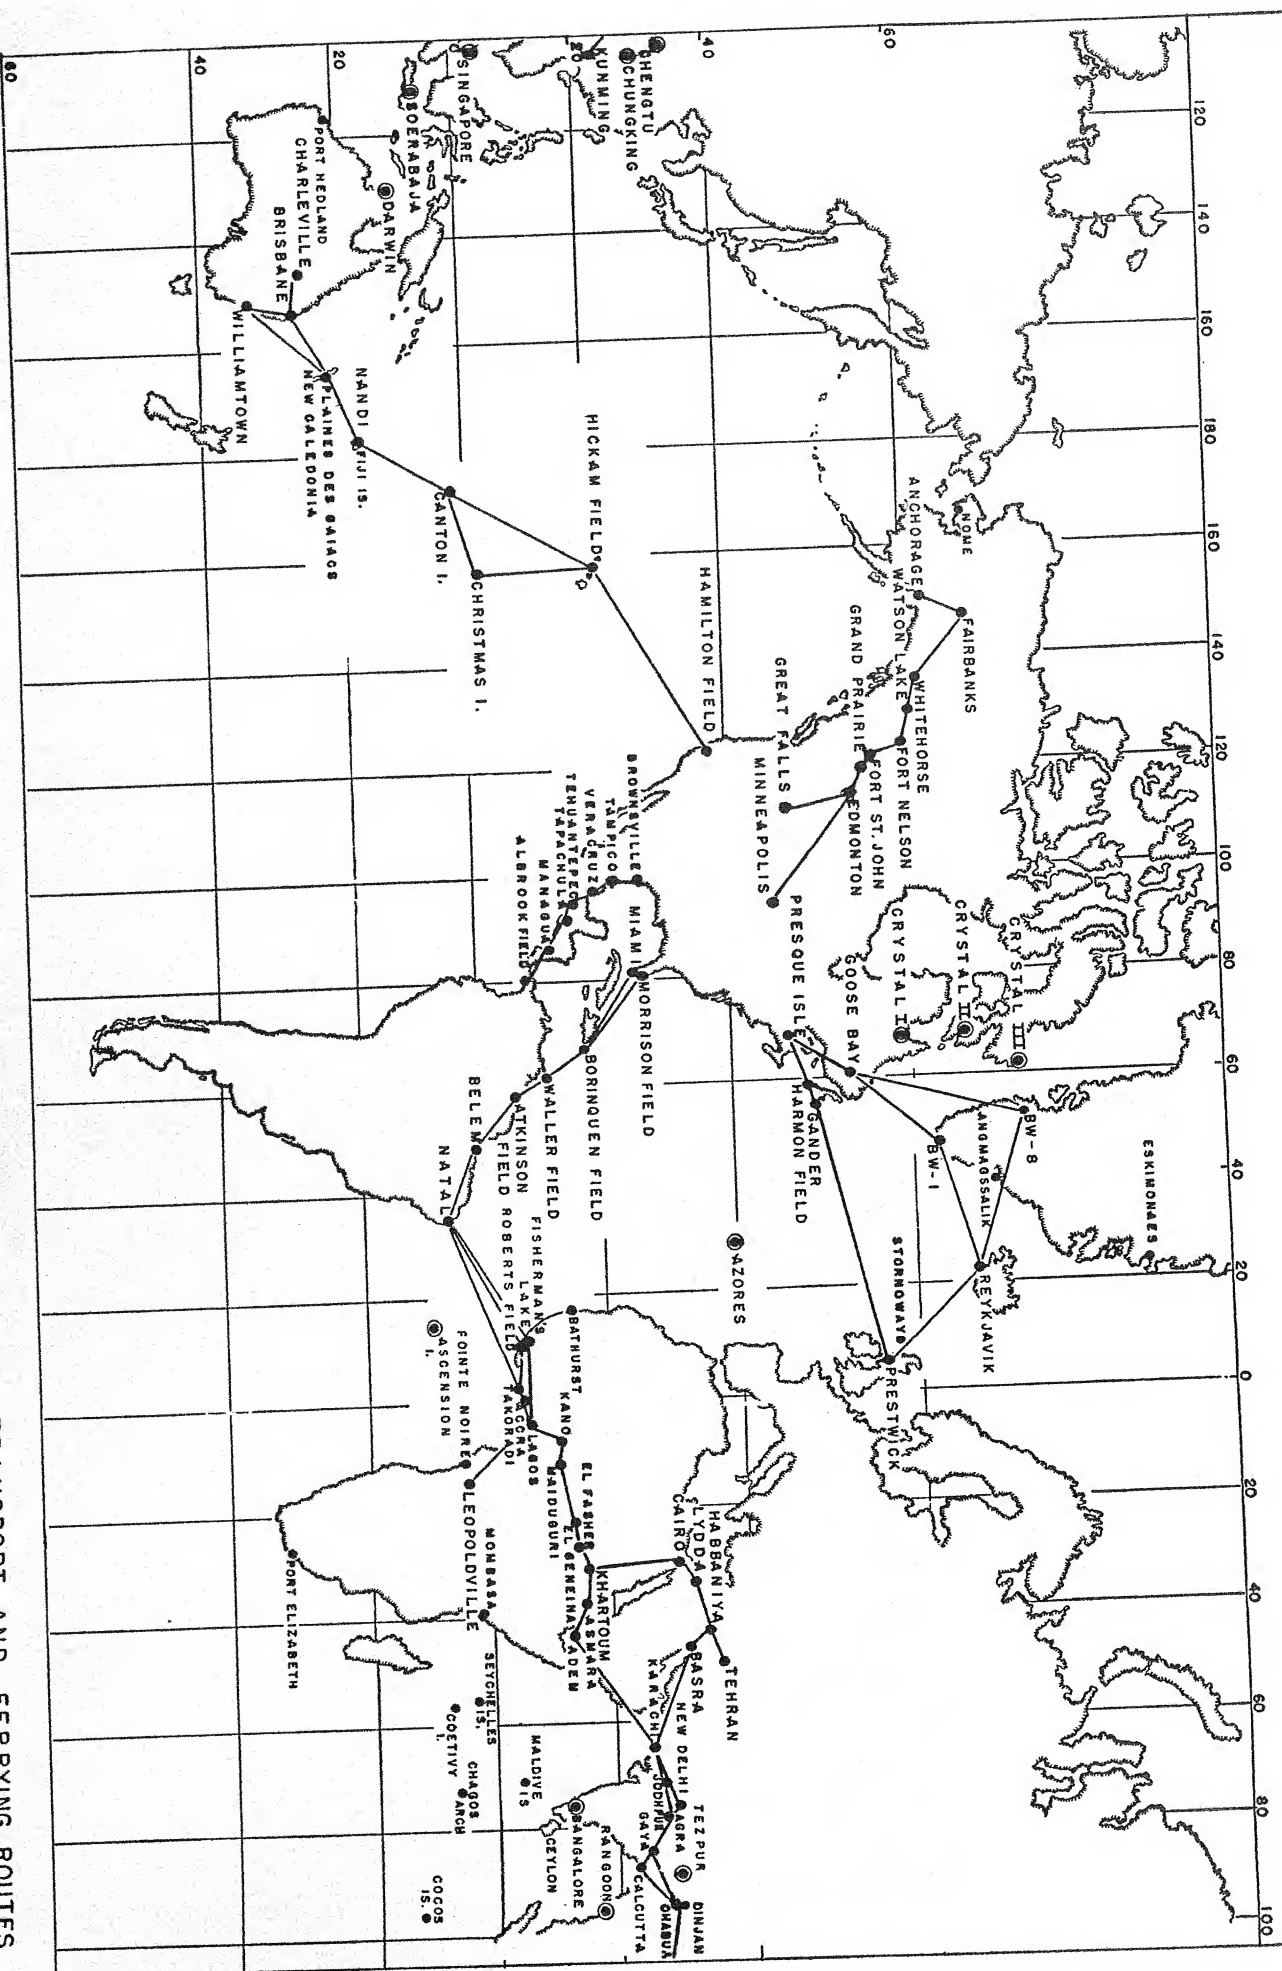 120
140
160
180
160
140
120
100
80
60
40
20
0
20
40
60
80
100
60
40
20
20
40
60
CHENGTU
CHUNGKING
KUNMING
SINGAPORE
SOERABAJA
DARWIN
PORT HEDLAND
CHARLEVILLE
BRISBANE
WILLIAMTOWN
PLAINES DES GAIACS
NEW CALEDONIA
NANDI
FIJI IS.
CANTON I.
CHRISTMAS I.
HICKAM FIELD
HAMILTON FIELD
NOME
ANCHORAGE
FAIRBANKS
WATSON LAKE
WHITEHORSE
FORT NELSON
GRAND PRAIRIE
FORT ST. JOHN
EDMONTON
GREAT FALLS
MINNEAPOLIS
CRYSTAL I
CRYSTAL II
CRYSTAL III
PRESQUE ISLE
GOOSE BAY
HARMON FIELD
GANDER
BW-1
BW-8
ANGMAGSSALIK
ESKIMONAES
REYKJAVIK
STORNOWAYD
PRESTWICK
AZORES
BROWNSVILLE
TAMPICO
VERACRUZ
TEHUANTEPEC
TAPACHULA
MANAGUA
ALBROOK FIELD
MIAMI
MORRISON FIELD
BORINQUEN FIELD
WALLER FIELD
ATKINSON
FIELD
BELEM
NATAL
ROBERTS FIELD
FISHERMAN'S
LAKE
BATHURST
ASCENSION
I.
TAKORADI
ACCRA
LAGOS
KANO
MAIDUGURI
EL GENEINA
EL FASHER
KHARTOUM
ASMARA
ADEN
POINTE NOIRE
LEOPOLDVILLE
MOMBASA
PORT ELIZABETH
CAIRO
LYDDA
HABBANIYA
TEHRAN
BASRA
KARACHI
NEW DELHI
JODHPUR
AGRA
GAYA
CALCUTTA
TEZPUR
DINJAN
CHABUA
RANGOON
BANGALORE
CEYLON
MALDIVE
IS
SEYCHELLES
IS.
COETIVY
I.
CHAGOS
ARCH
COCOS
IS.
TRANSPORT AND FERRYING ROUTES